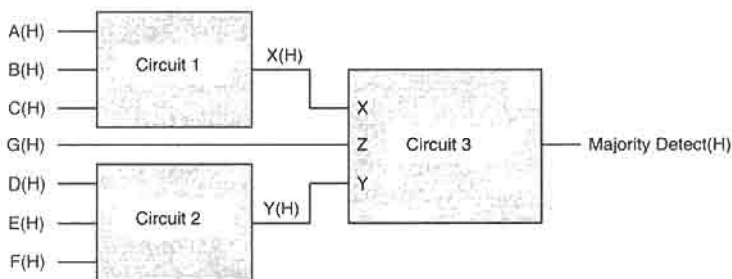 A(H)
B(H)
C(H)
G(H)
D(H)
E(H)
F(H)
Circuit 1
X(H)
Circuit 2
Y(H)
X
Z
Y
Circuit 3
Majority Detect(H)